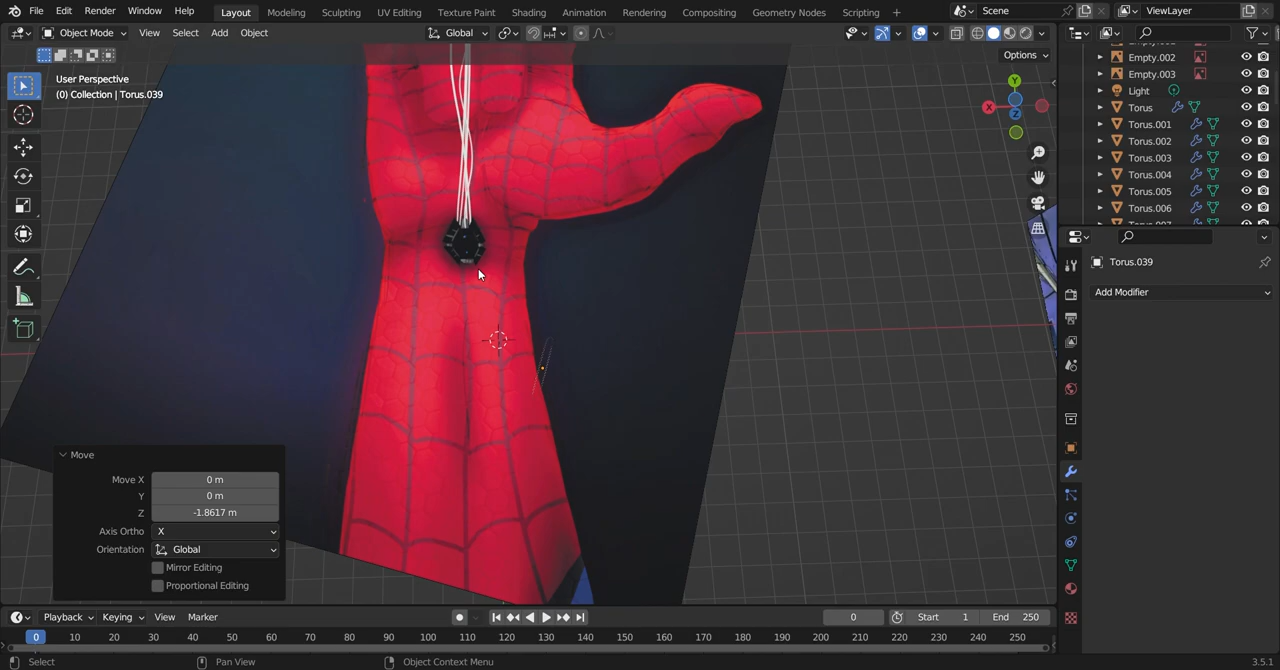 File Edit Render Window Help Layout Modeling Sculpting UV Editing Texture Paint Shading Animation Rendering Compositing Geometry Nodes Scripting + Scene ViewLayer
Object Mode View Select Add Object Global
Options
User Perspective
(0) Collection | Torus.039
Y
X
Z
Empty.002
Empty.003
Light
Torus
Torus.001
Torus.002
Torus.003
Torus.004
Torus.005
Torus.006
Torus.039
Add Modifier
Move
Move X 0 m
Y 0 m
Z -1.8617 m
Axis Ortho X
Orientation Global
Mirror Editing
Proportional Editing
Playback Keying View Marker 0 Start 1 End 250
0 10 20 30 40 50 60 70 80 90 100 110 120 130 140 150 160 170 180 190 200 210 220 230 240 250
Select Pan View Object Context Menu 3.5.1